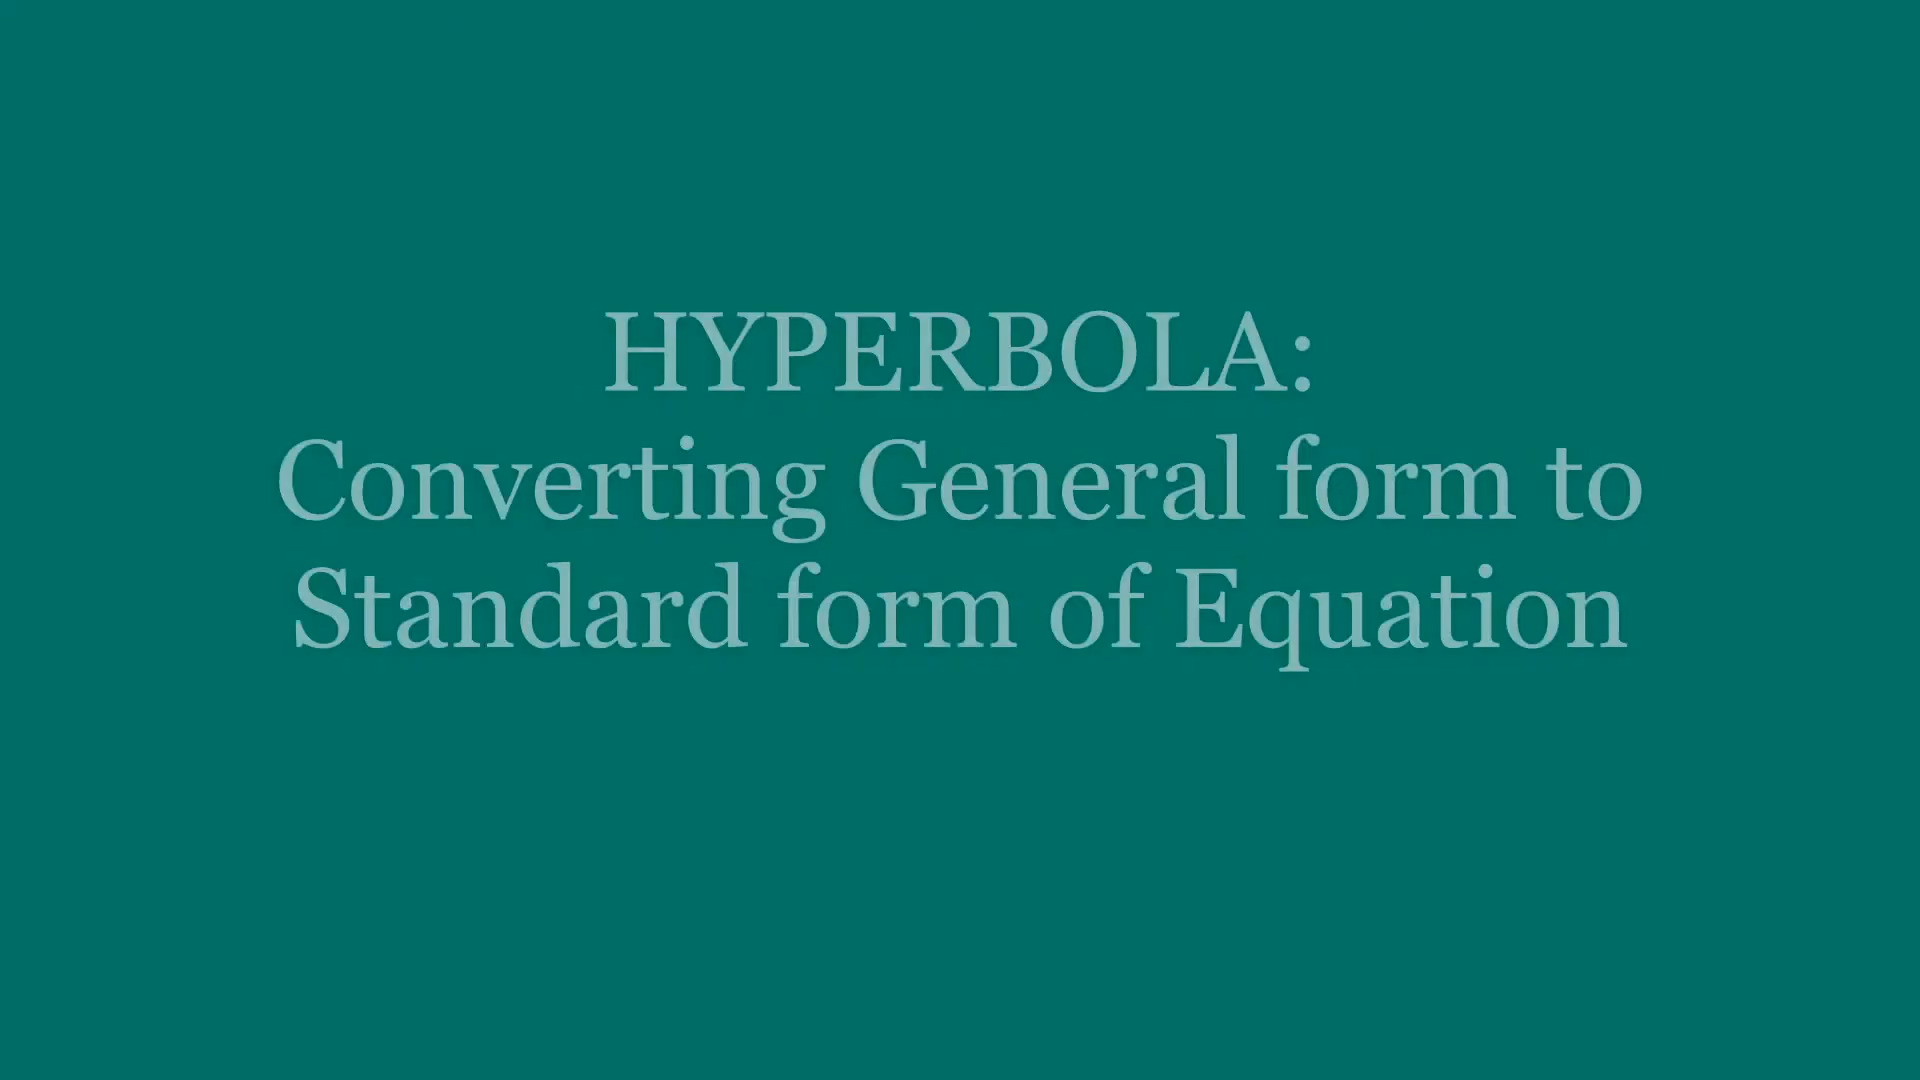 HYPERBOLA:
Converting General form to
Standard form of Equation